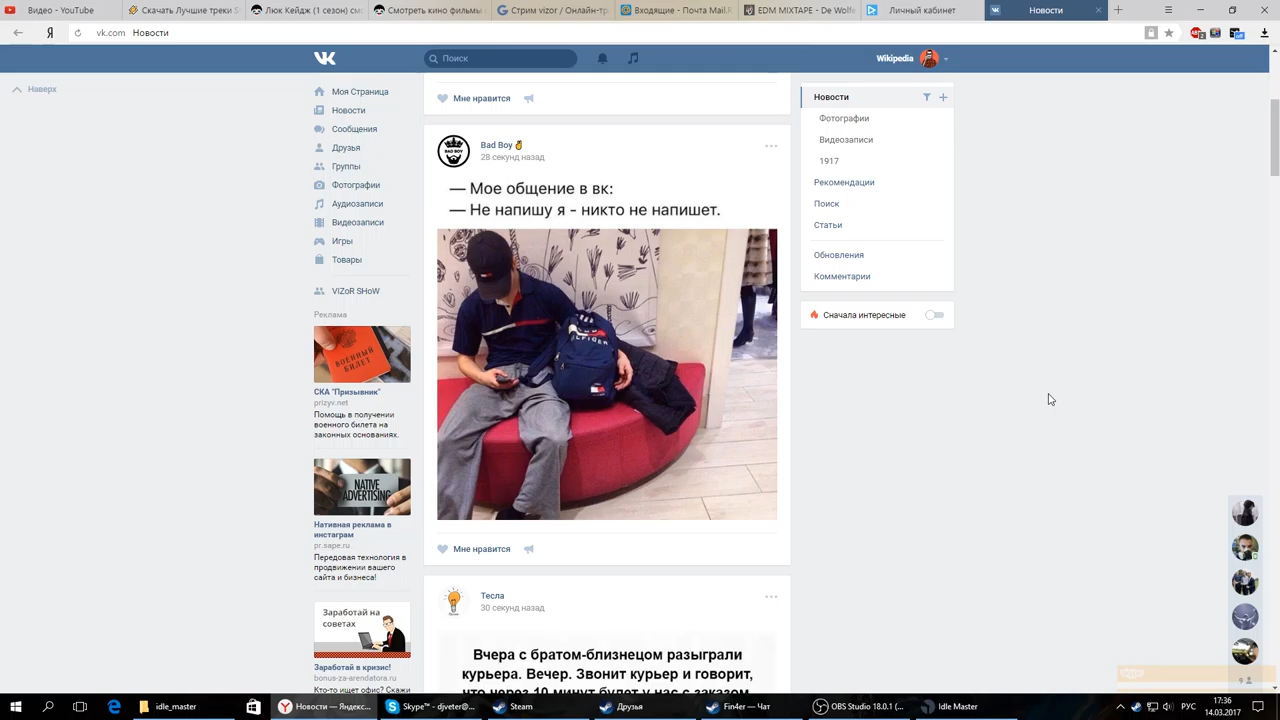 Видео - YouTube
Скачать Лучшие треки S
Люк Кейдж (1 сезон) смо
Смотреть кино фильмы о
Стрим vizor / Онлайн-тр
Входящие - Почта Mail.R
EDM MIXTAPE - De Wolfe
Личный кабинет
Новости
vk.com Новости
Поиск
Wikipedia
Наверх
Моя Страница
Новости
Сообщения
Друзья
Группы
Фотографии
Аудиозаписи
Видеозаписи
Игры
Товары
VIZoR SHoW
Реклама
ВОЕННЫЙ
БИЛЕТ
СКА "Призывник"
prizyv.net
Помощь в получении
военного билета на
законных основаниях.
NATIVE
ADVERTISING
Нативная реклама в
инстаграм
pr.sape.ru
Передовая технология в
продвижении вашего
сайта и бизнеса!
Заработай на
советах
Заработай в кризис!
bonus-za-arendatora.ru
Кто-то ищет офис? Скажи
Мне нравится
BAD BOY
Bad Boy
28 секунд назад
— Мое общение в вк:
— Не напишу я - никто не напишет.
HILFIGER
Мне нравится
Тесла
30 секунд назад
Вчера с братом-близнецом разыграли
курьера. Вечер. Звонит курьер и говорит,
что через 10 минут будет у нас с заказом.
Новости
Фотографии
Видеозаписи
1917
Рекомендации
Поиск
Статьи
Обновления
Комментарии
Сначала интересные
idle_master
Новости — Яндекс...
Skype™ - djveter@...
Steam
Друзья
Fin4er — Чат
OBS Studio 18.0.1 (...
Idle Master
РУС
17:36
14.03.2017